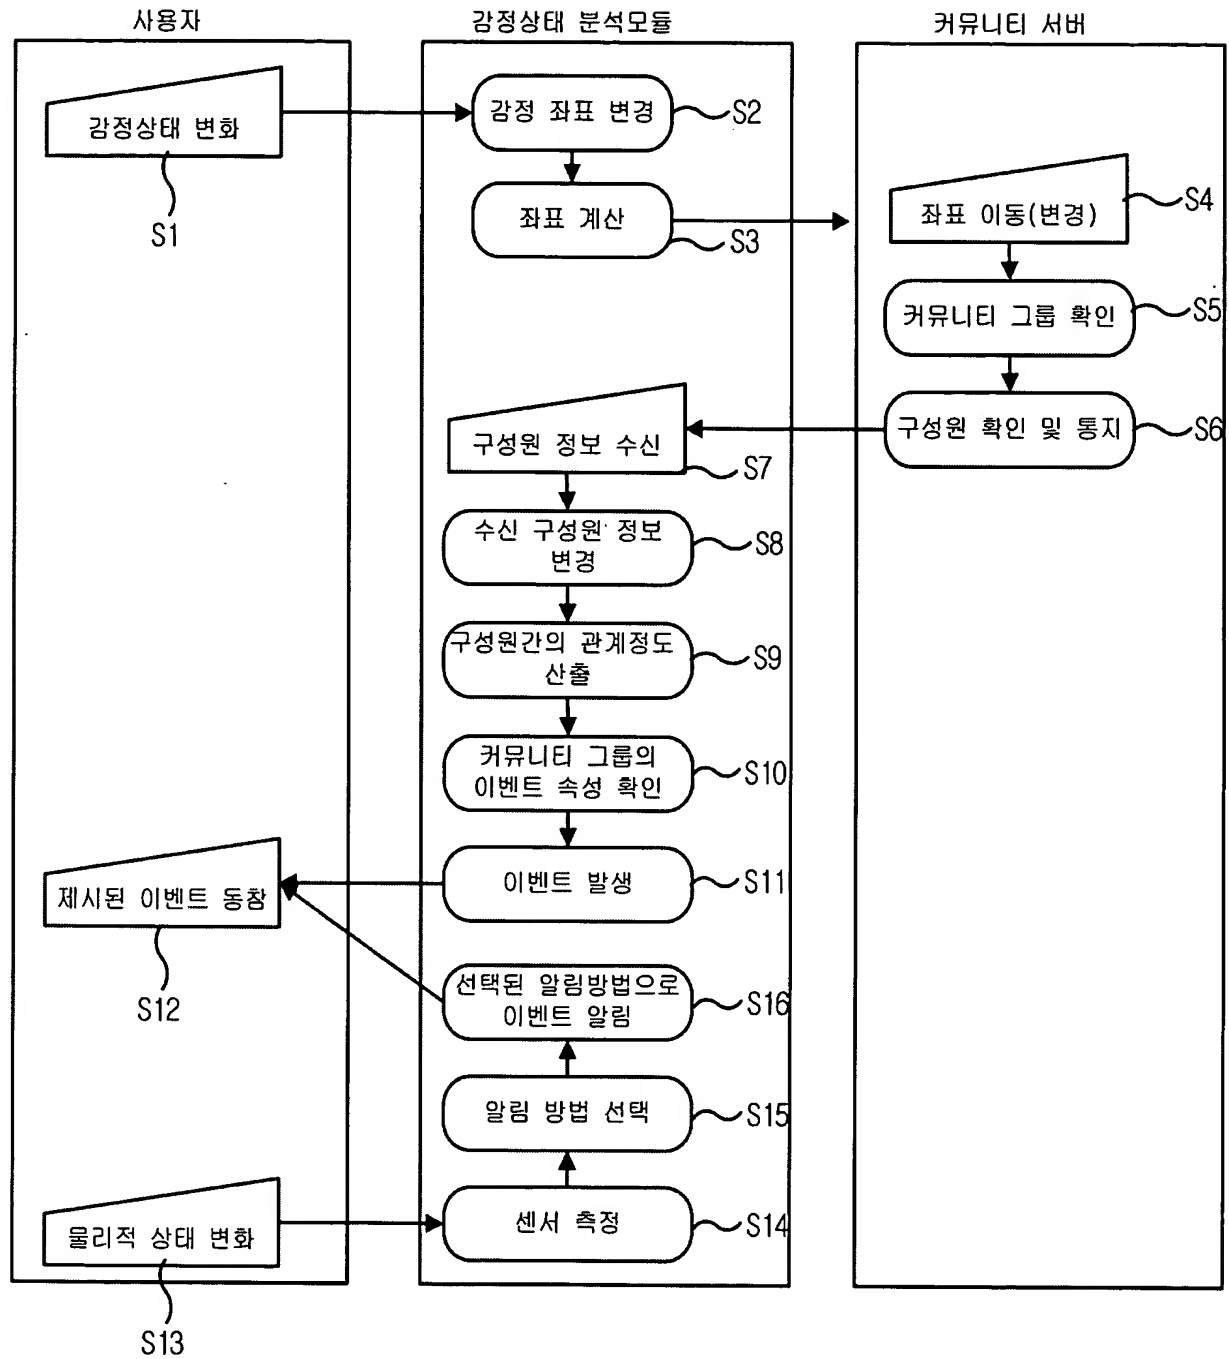 사용자
감정상태 분석모듈
커뮤니티 서버
감정상태 변화
S1
감정 좌표 변경
S2
좌표 계산
S3
좌표 이동(변경)
S4
커뮤니티 그룹 확인
S5
구성원 확인 및 통지
S6
구성원 정보 수신
S7
수신 구성원 정보
변경
S8
구성원간의 관계정도
산출
S9
커뮤니티 그룹의
이벤트 속성 확인
S10
이벤트 발생
S11
제시된 이벤트 동참
S12
선택된 알림방법으로
이벤트 알림
S16
알림 방법 선택
S15
센서 측정
S14
물리적 상태 변화
S13